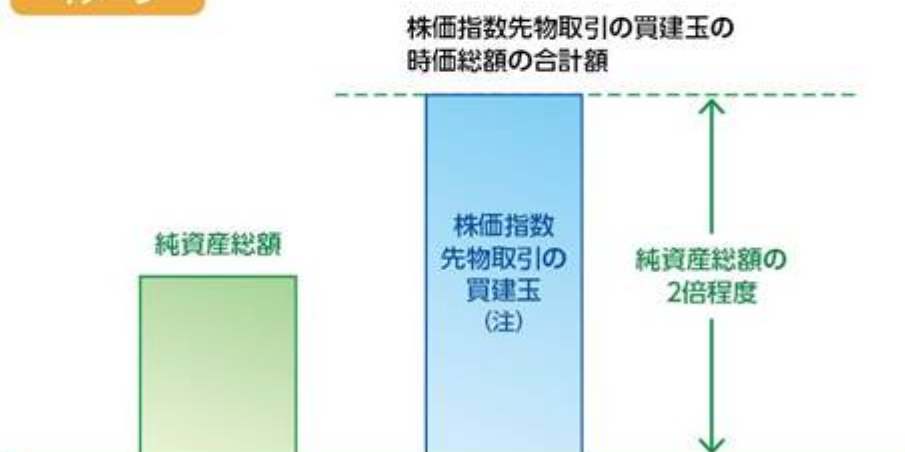 株価指数先物取引の買建玉の
時価総額の合計額
純資産総額
株価指数
先物取引の
買建玉
（注）
純資産総額の
2倍程度